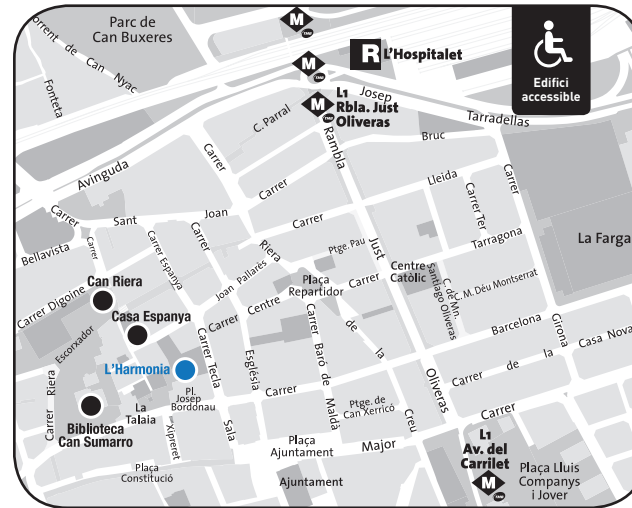 Parc de
Can Buxeres
Torrent de Can Nyac
Fonteta
M
M
R L'Hospitalet
Edifici
accessible
M
L1
Rbla. Just
Oliveras
Josep
Tarradellas
C. Parral
Rambla
Bruc
Avinguda
Carrer
Carrer
Lleida
Carrer
Carrer Ter
La Farga
Carrer
Sant
Joan
Carrer
Tarragona
Bellavista
Carrer
Carrer Espanya
Riera
Ptge. Pau
Just
Centre
Catòlic
C. de Mn.
Santiago Oliveras
C. M. Déu Montserrat
Carrer
Joan Pallarès
Plaça
Repartidor
Carrer
Can Riera
Carrer Digoine
Casa Espanya
Carrer Centre
de la
Barcelona
Girona
Casa Nova
Escorxador
L'Harmonia
Carrer Tecla
Església
Carrer Baró de Maldà
Carrer de la
Carrer Riera
Pl.
Josep
Bordonau
Carrer
Oliveras
Carrer
Biblioteca
Can Sumarro
La
Talaia
Xipreret
Sala
Ptge. de
Can Xerricó
Creu
Plaça
Ajuntament
Major
L1
Av. del
Carrilet
M
Plaça Lluis
Companys
i Jover
Plaça
Constitució
Ajuntament